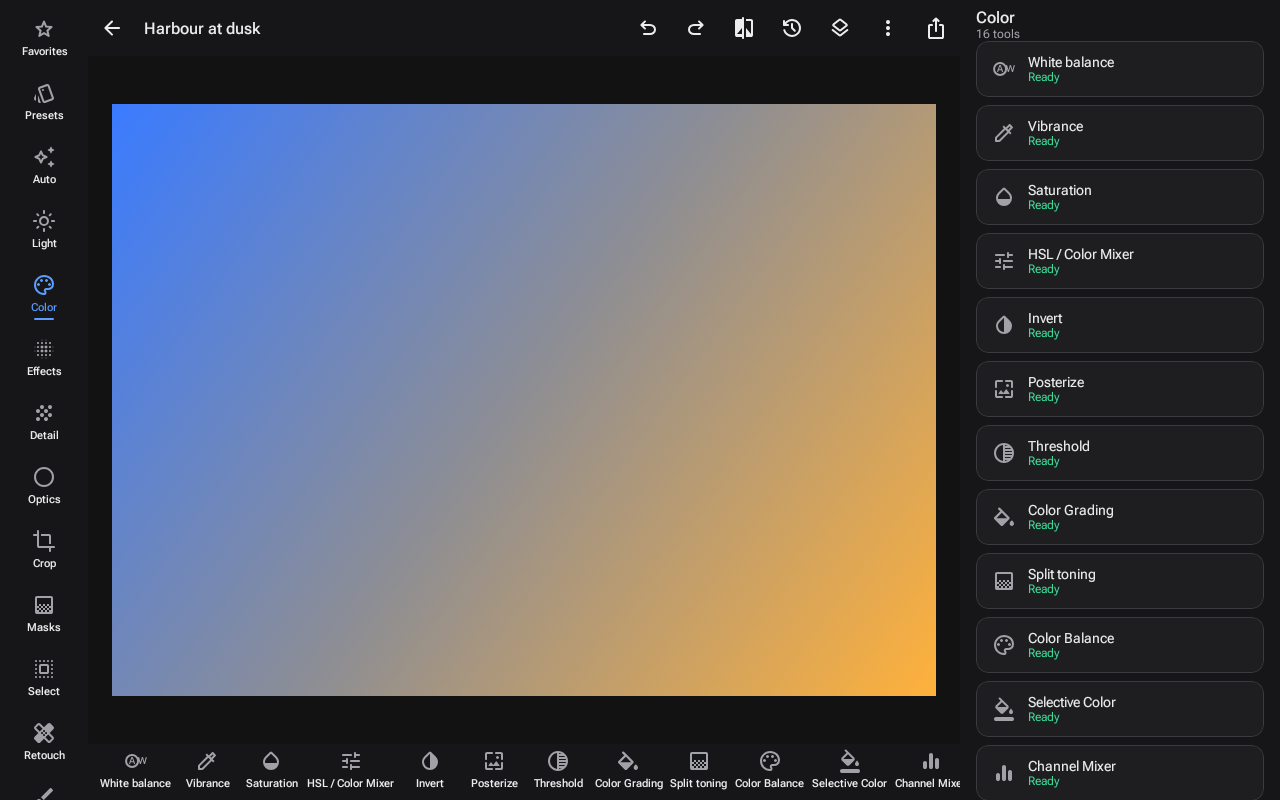 Favorites
Presets
Auto
Light
Color
Effects
Detail
Optics
Crop
Masks
Select
Retouch
Harbour at dusk
White balance
Vibrance
Saturation
HSL / Color Mixer
Invert
Posterize
Threshold
Color Grading
Split toning
Color Balance
Selective Color
Channel Mixe
Color
16 tools
White balance
Ready
Vibrance
Ready
Saturation
Ready
HSL / Color Mixer
Ready
Invert
Ready
Posterize
Ready
Threshold
Ready
Color Grading
Ready
Split toning
Ready
Color Balance
Ready
Selective Color
Ready
Channel Mixer
Ready